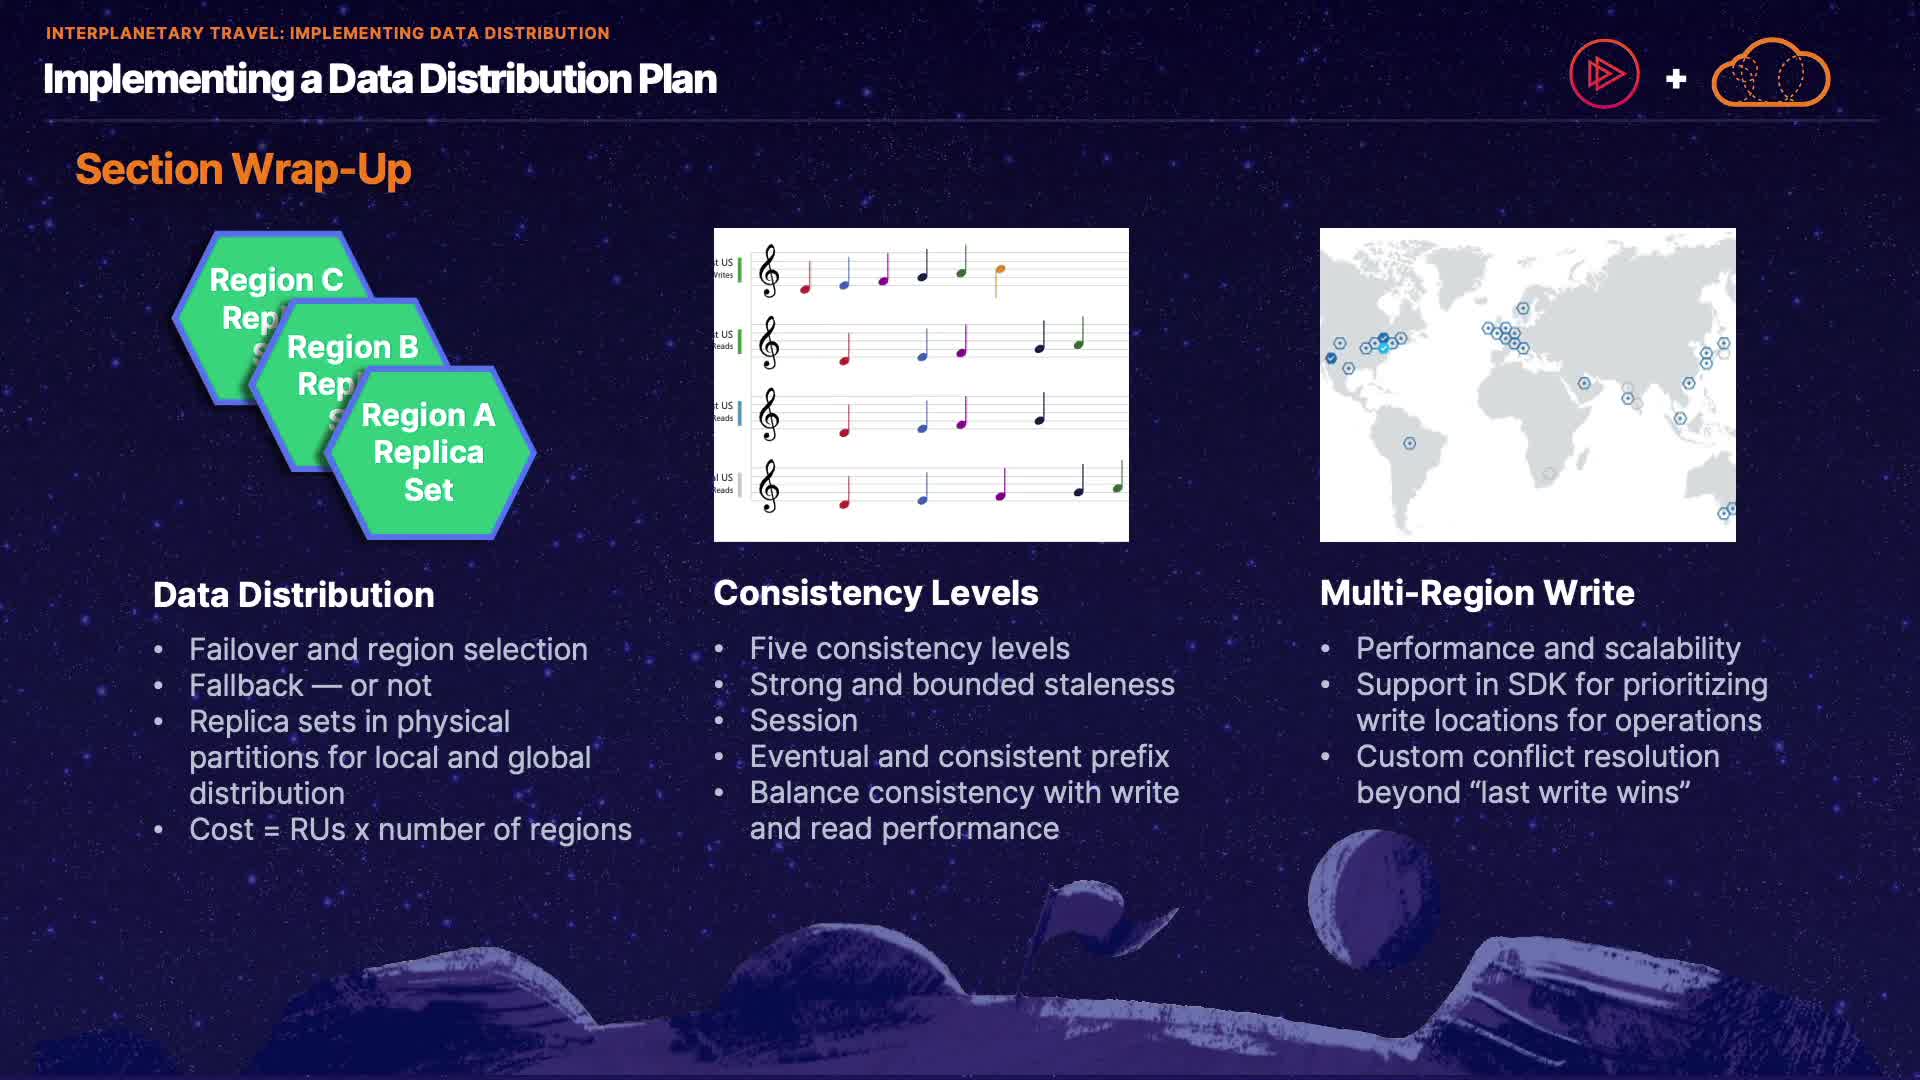 INTERPLANETARY TRAVEL: IMPLEMENTING DATA DISTRIBUTION
Implementing a Data Distribution Plan
Section Wrap-Up
Region C
Region B
Region A
Replica
Set
US
US
Reads
US
Reads
US
Reads
Data Distribution
• Failover and region selection
• Fallback — or not
• Replica sets in physical
partitions for local and global
distribution
• Cost = RUs x number of regions
Consistency Levels
• Five consistency levels
• Strong and bounded staleness
• Session
• Eventual and consistent prefix
• Balance consistency with write
and read performance
Multi-Region Write
• Performance and scalability
• Support in SDK for prioritizing
write locations for operations
• Custom conflict resolution
beyond “last write wins”